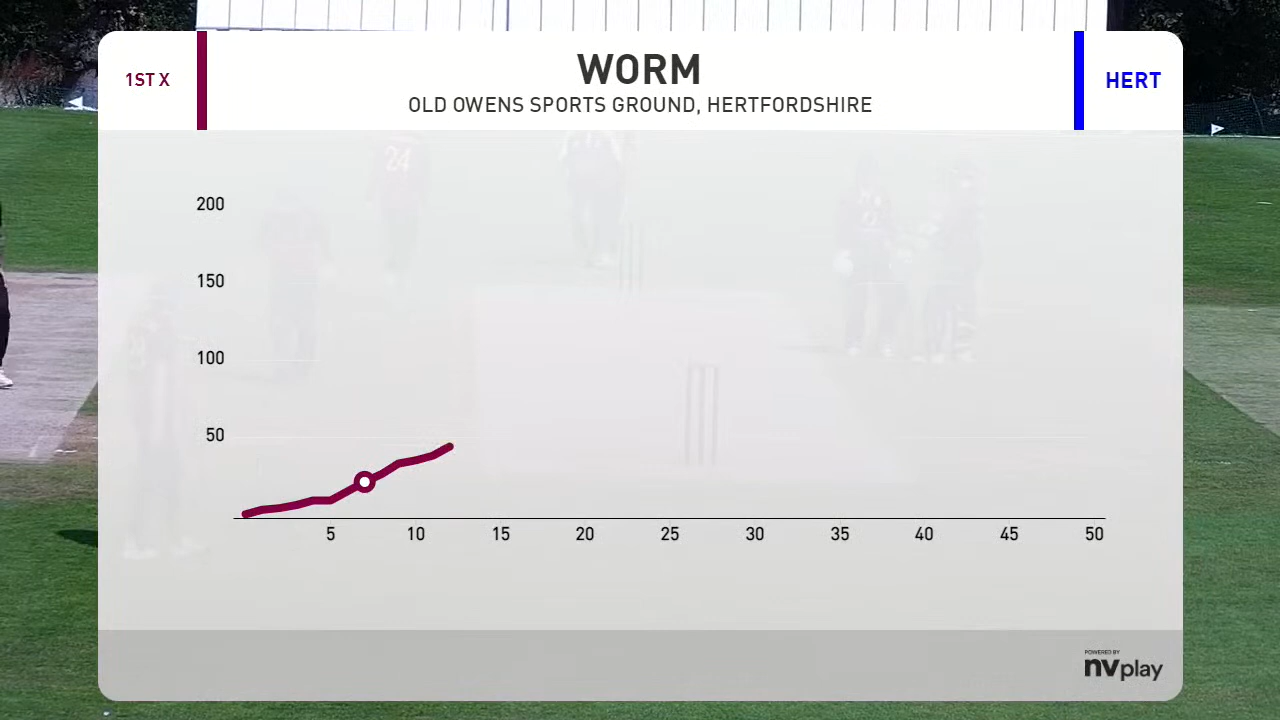 1ST X
WORM
OLD OWENS SPORTS GROUND, HERTFORDSHIRE
HERT
24
200
150
100
50
5 10 15 20 25 30 35 40 45 50
POWERED BY
nvplay